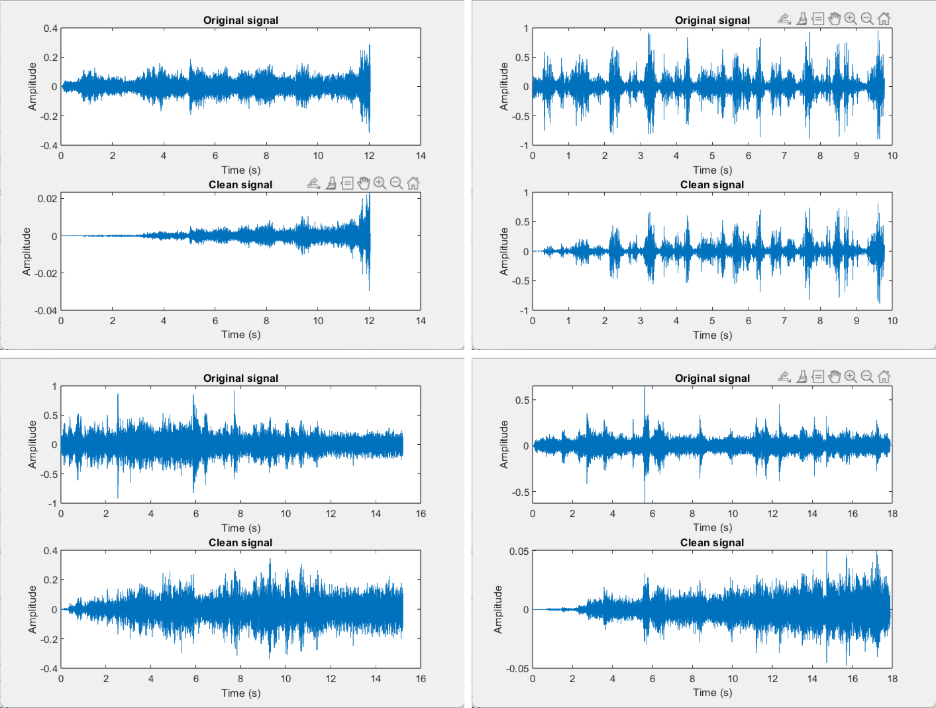 Original signal
0.4
0.2
0
-0.2
-0.4
Amplitude
0 2 4 6 8 10 12 14
Time (s)
Clean signal
0.02
0
-0.02
-0.04
Amplitude
0 2 4 6 8 10 12 14
Time (s)
Original signal
1
0.5
0
-0.5
-1
Amplitude
0 1 2 3 4 5 6 7 8 9 10
Time (s)
Clean signal
1
0.5
0
-0.5
-1
Amplitude
0 1 2 3 4 5 6 7 8 9 10
Time (s)
Original signal
1
0.5
0
-0.5
-1
Amplitude
0 2 4 6 8 10 12 14 16
Time (s)
Clean signal
0.4
0.2
0
-0.2
-0.4
Amplitude
0 2 4 6 8 10 12 14 16
Time (s)
Original signal
0.5
0
-0.5
Amplitude
0 2 4 6 8 10 12 14 16 18
Time (s)
Clean signal
0.05
0
-0.05
Amplitude
0 2 4 6 8 10 12 14 16 18
Time (s)